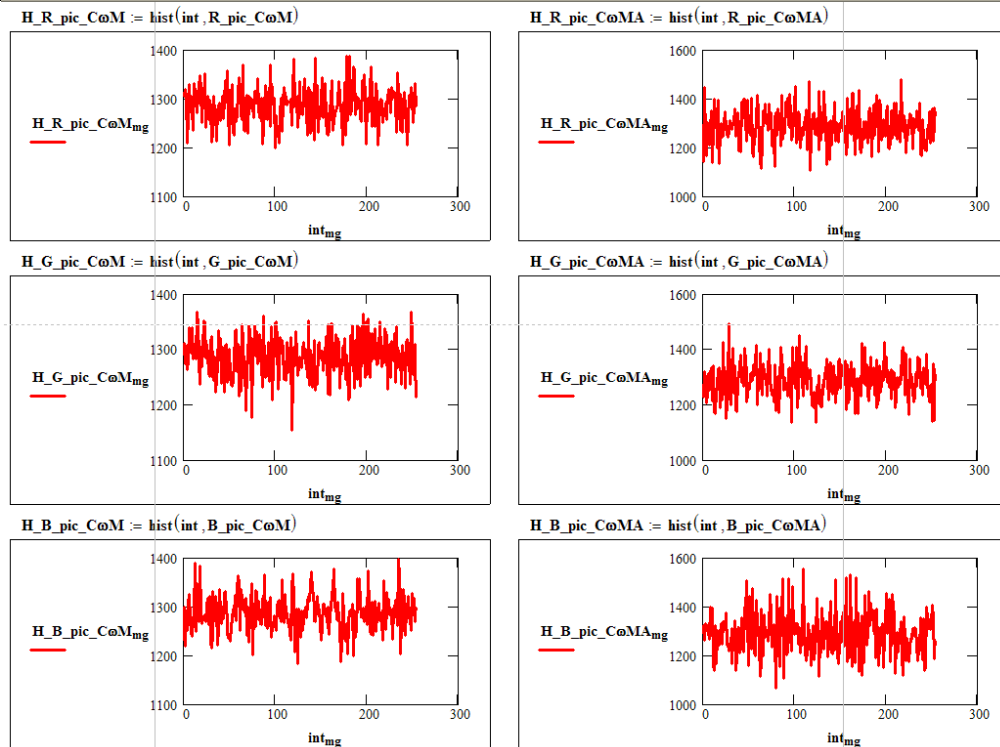 H_R_pic_CωM := hist(int , R_pic_CωM)
1400
1300
1200
1100
0 100 200 300
H_R_pic_CωMmg
intmg
H_R_pic_CωMA := hist(int , R_pic_CωMA)
1600
1400
1200
1000
0 100 200 300
H_R_pic_CωMAmg
intmg
H_G_pic_CωM := hist(int , G_pic_CωM)
1400
1300
1200
1100
0 100 200 300
H_G_pic_CωMmg
intmg
H_G_pic_CωMA := hist(int , G_pic_CωMA)
1600
1400
1200
1000
0 100 200 300
H_G_pic_CωMAmg
intmg
H_B_pic_CωM := hist(int , B_pic_CωM)
1400
1300
1200
1100
0 100 200 300
H_B_pic_CωMmg
intmg
H_B_pic_CωMA := hist(int , B_pic_CωMA)
1600
1400
1200
1000
0 100 200 300
H_B_pic_CωMAmg
intmg